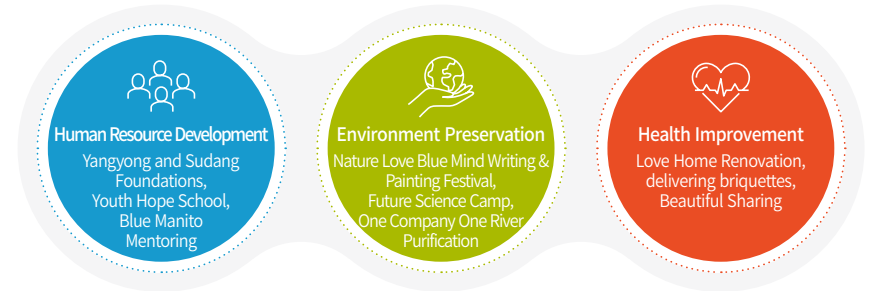 Human Resource Development
Yangyong and Sudang
Foundations,
Youth Hope School,
Blue Manito
Mentoring
Environment Preservation
Nature Love Blue Mind Writing &
Painting Festival,
Future Science Camp,
One Company One River
Purification
Health Improvement
Love Home Renovation,
delivering briquettes,
Beautiful Sharing